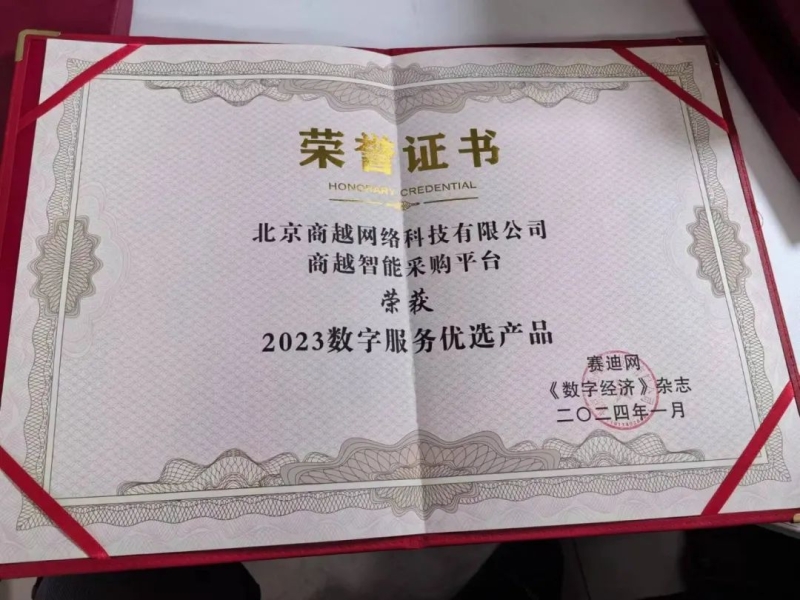 荣誉证书
HONORARY CREDENTIAL
北京商越网络科技有限公司
商越智能采购平台
荣获
2023数字服务优选产品
赛迪网
《数字经济》杂志
二〇二四年一月